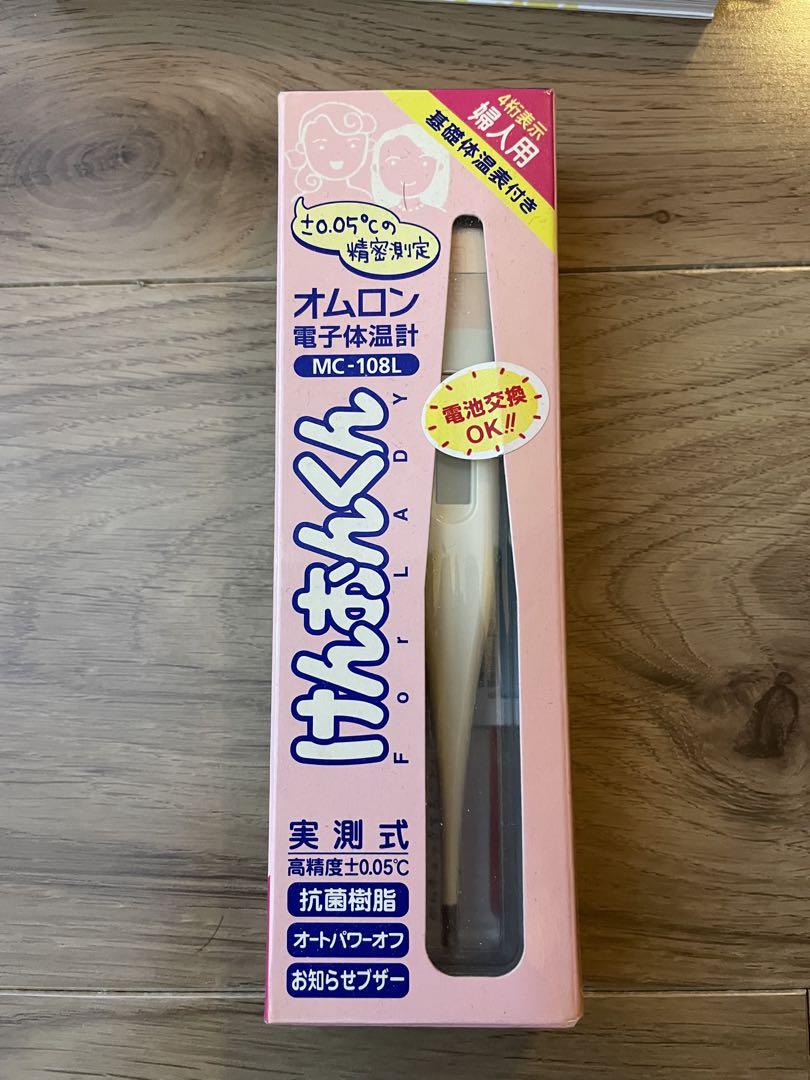 4桁表示
婦人用
基礎体温表付き
±0.05℃の
精密測定
オムロン
電子体温計
MC-108L
電池交換
OK!!
けんおんくん
For LADY
実測式
高精度±0.05℃
抗菌樹脂
オートパワーオフ
お知らせブザー